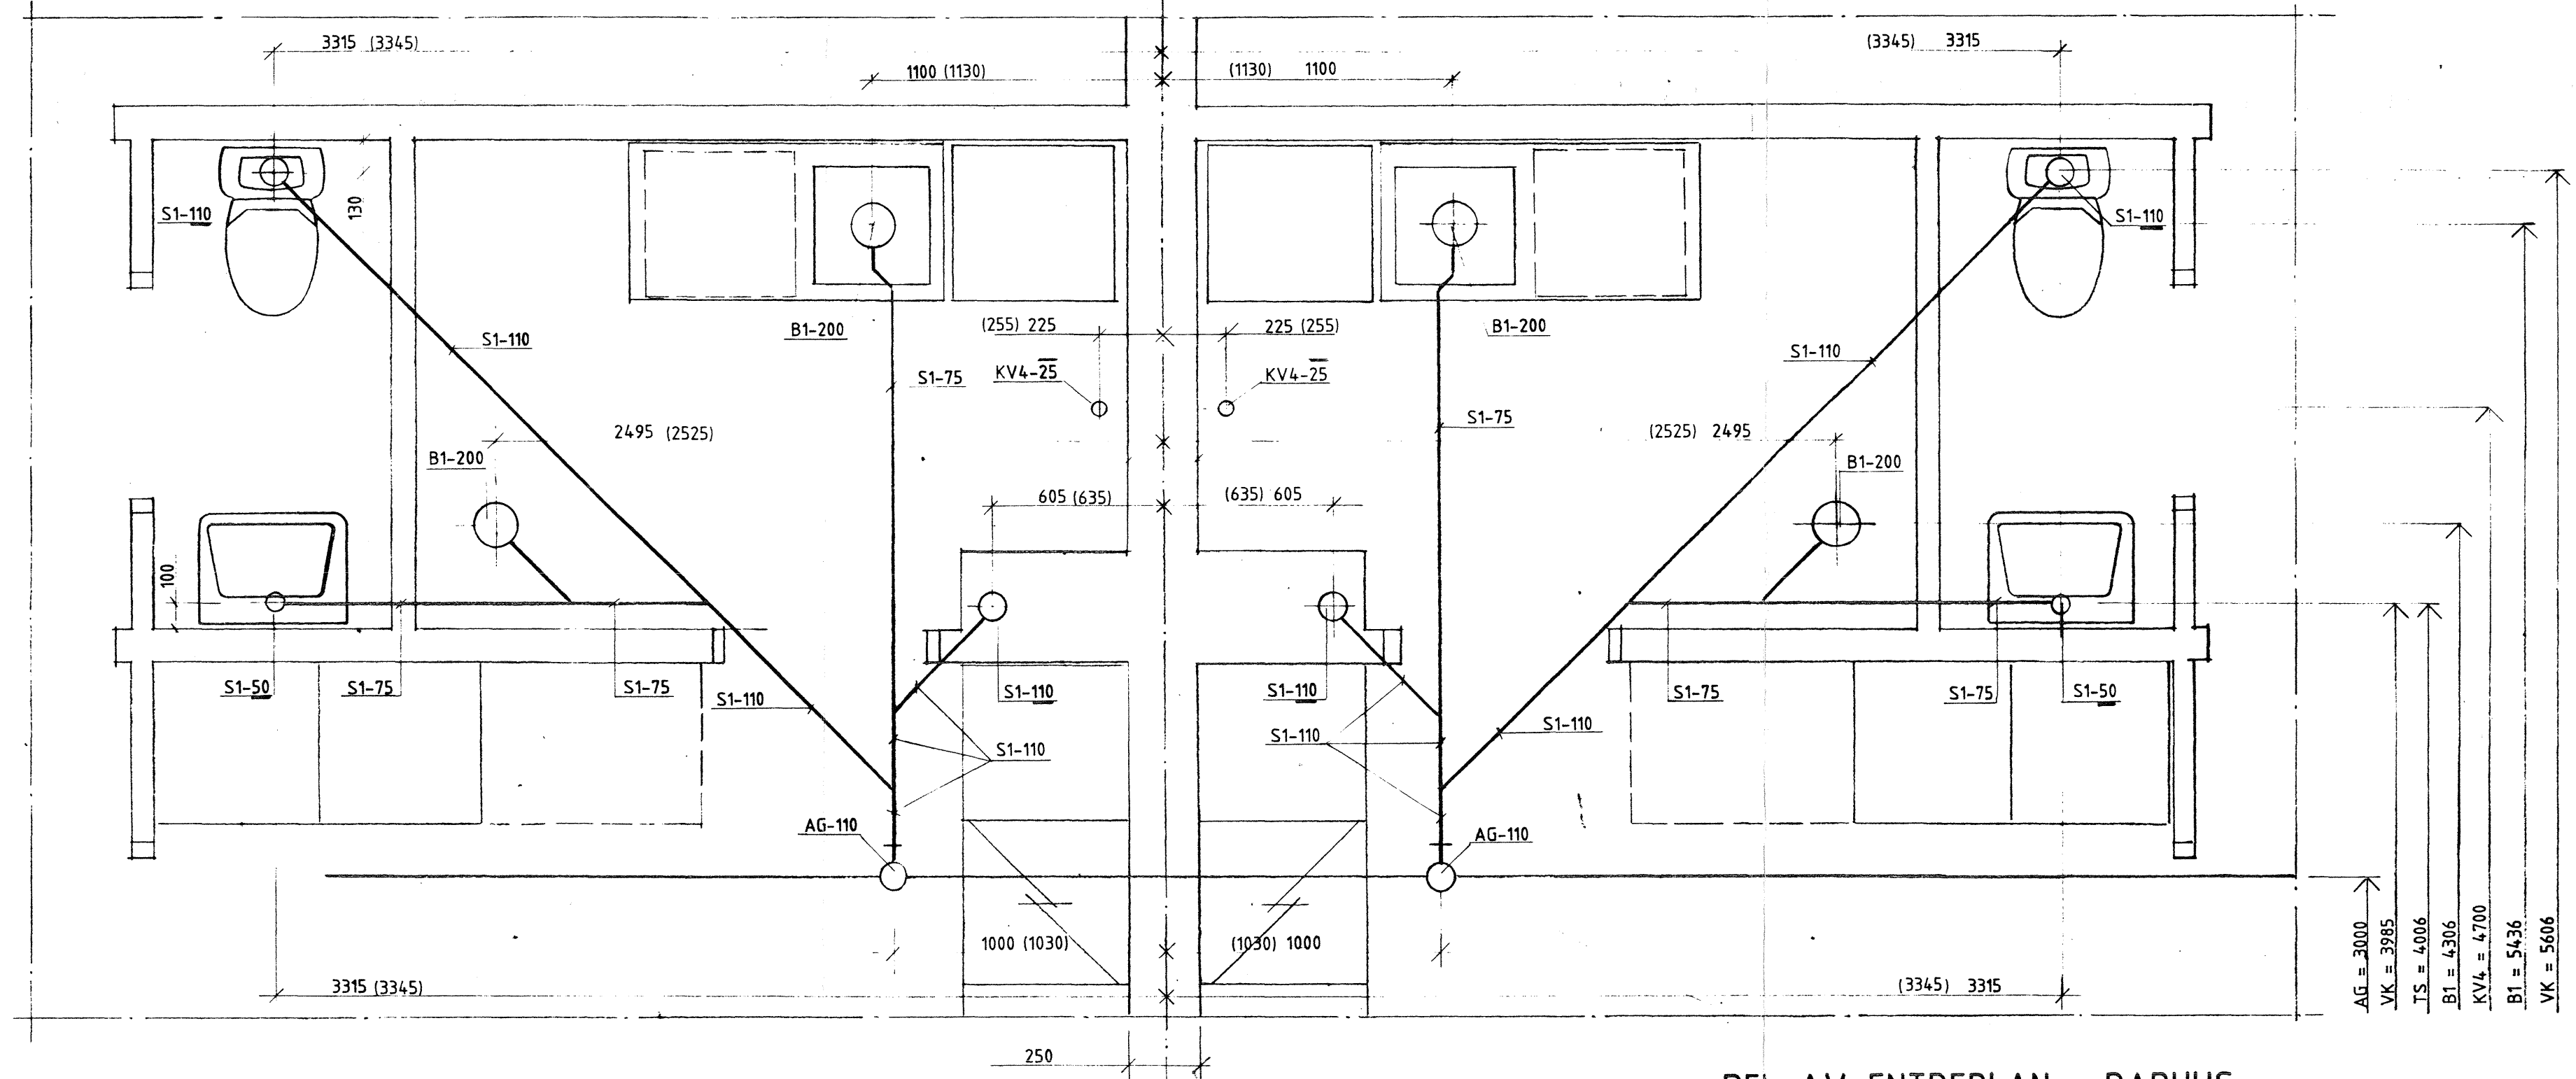 3315 (3345)
(3345) 3315
1100 (1130)
(1130) 1100
130
S1-110
S1-110
B1-200
(255) 225
225 (255)
B1-200
S1-110
S1-110
S1-75
KV4-25
KV4-25
S1-75
2495 (2525)
(2525) 2495
B1-200
B1-200
605 (635)
(635) 605
100
S1-50
S1-75
S1-75
S1-110
S1-110
S1-110
S1-75
S1-75
S1-50
S1-110
S1-110
S1-110
AG-110
AG-110
1000 (1030)
(1030) 1000
3315 (3345)
(3345) 3315
AG = 3000
VK = 3985
TS = 4006
B1 = 4306
KV4 = 4700
B1 = 5436
VK = 5606
250
DEL AV ENTREPLAN PARHUS